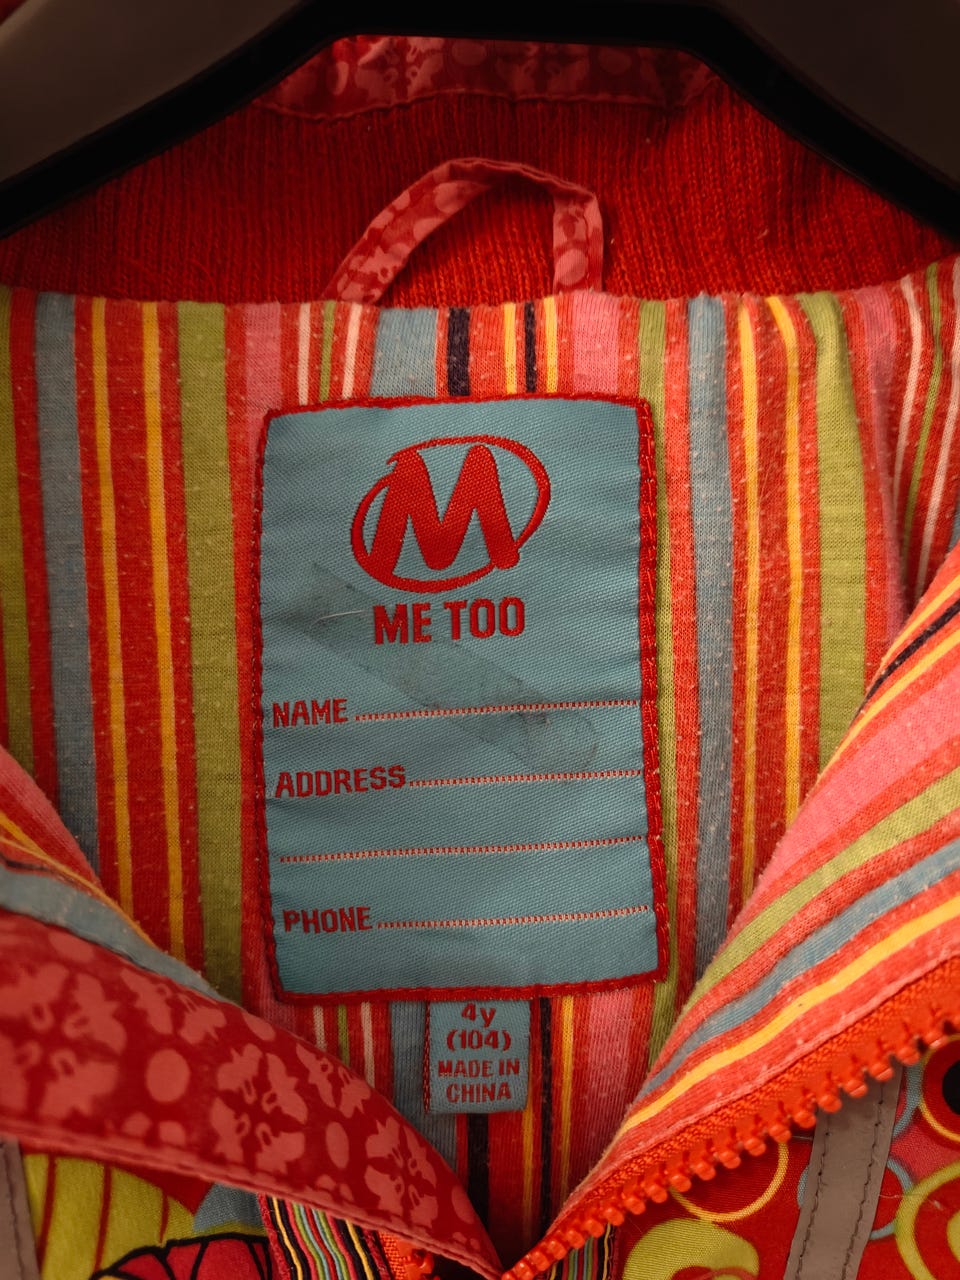 M
ME TOO
NAME
ADDRESS
PHONE
4y
(104)
MADE IN
CHINA